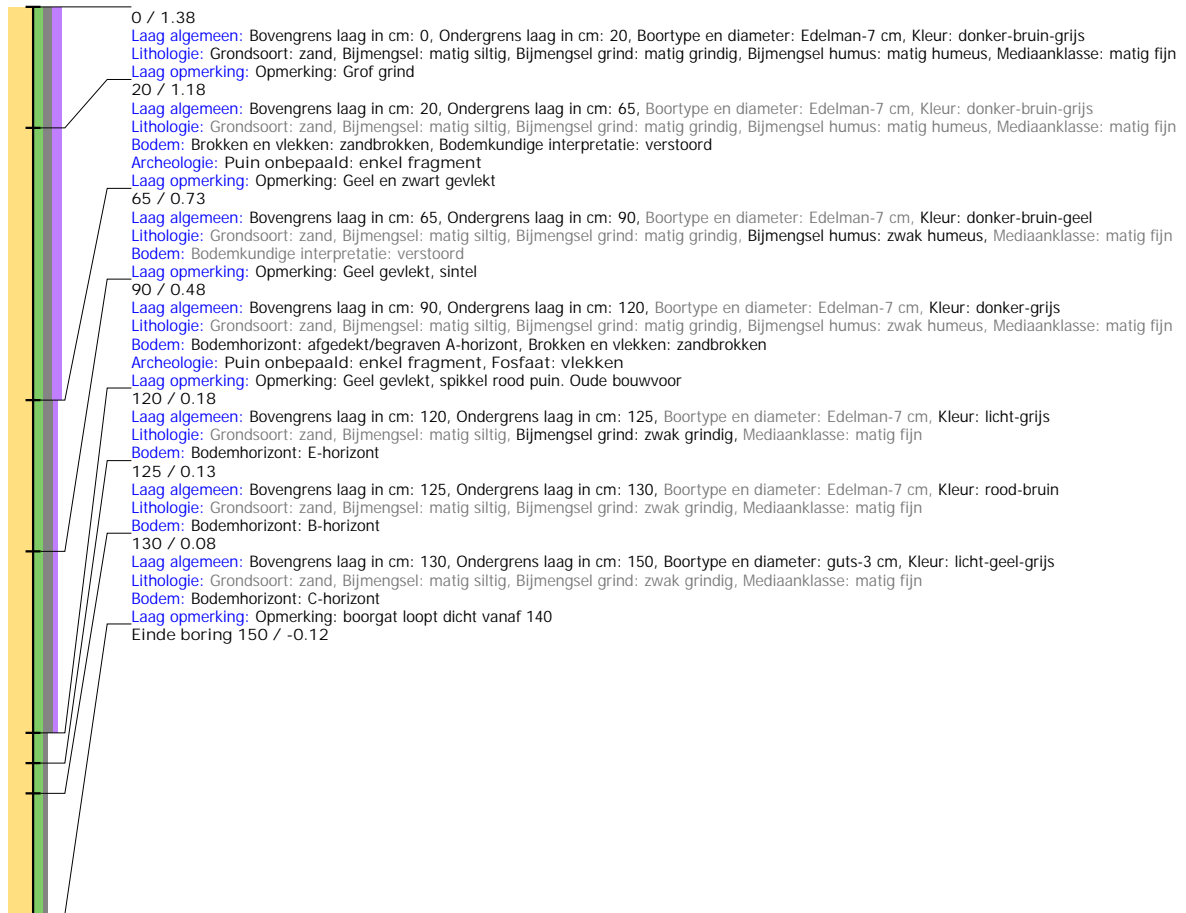 0 / 1.38
Laag algemeen: Bovengrens laag in cm: 0, Ondergrens laag in cm: 20, Boortype en diameter: Edelman-7 cm, Kleur: donker-bruin-grijs
Lithologie: Grondsoort: zand, Bijmengsel: matig siltig, Bijmengsel grind: matig grindig, Bijmengsel humus: matig humeus, Mediaanklasse: matig fijn
Laag opmerking: Opmerking: Grof grind
20 / 1.18
Laag algemeen: Bovengrens laag in cm: 20, Ondergrens laag in cm: 65, Boortype en diameter: Edelman-7 cm, Kleur: donker-bruin-grijs
Lithologie: Grondsoort: zand, Bijmengsel: matig siltig, Bijmengsel grind: matig grindig, Bijmengsel humus: matig humeus, Mediaanklasse: matig fijn
Bodem: Brokken en vlekken: zandbrokken, Bodemkundige interpretatie: verstoord
Archeologie: Puin onbepaald: enkel fragment
Laag opmerking: Opmerking: Geel en zwart gevlekt
65 / 0.73
Laag algemeen: Bovengrens laag in cm: 65, Ondergrens laag in cm: 90, Boortype en diameter: Edelman-7 cm, Kleur: donker-bruin-geel
Lithologie: Grondsoort: zand, Bijmengsel: matig siltig, Bijmengsel grind: matig grindig, Bijmengsel humus: zwak humeus, Mediaanklasse: matig fijn
Bodem: Bodemkundige interpretatie: verstoord
Laag opmerking: Opmerking: Geel gevlekt, sintel
90 / 0.48
Laag algemeen: Bovengrens laag in cm: 90, Ondergrens laag in cm: 120, Boortype en diameter: Edelman-7 cm, Kleur: donker-grijs
Lithologie: Grondsoort: zand, Bijmengsel: matig siltig, Bijmengsel grind: matig grindig, Bijmengsel humus: zwak humeus, Mediaanklasse: matig fijn
Bodem: Bodemhorizont: afgedekt/begraven A-horizont, Brokken en vlekken: zandbrokken
Archeologie: Puin onbepaald: enkel fragment, Fosfaat: vlekken
Laag opmerking: Opmerking: Geel gevlekt, spikkel rood puin. Oude bouwvoor
120 / 0.18
Laag algemeen: Bovengrens laag in cm: 120, Ondergrens laag in cm: 125, Boortype en diameter: Edelman-7 cm, Kleur: licht-grijs
Lithologie: Grondsoort: zand, Bijmengsel: matig siltig, Bijmengsel grind: zwak grindig, Mediaanklasse: matig fijn
Bodem: Bodemhorizont: E-horizont
125 / 0.13
Laag algemeen: Bovengrens laag in cm: 125, Ondergrens laag in cm: 130, Boortype en diameter: Edelman-7 cm, Kleur: rood-bruin
Lithologie: Grondsoort: zand, Bijmengsel: matig siltig, Bijmengsel grind: zwak grindig, Mediaanklasse: matig fijn
Bodem: Bodemhorizont: B-horizont
130 / 0.08
Laag algemeen: Bovengrens laag in cm: 130, Ondergrens laag in cm: 150, Boortype en diameter: guts-3 cm, Kleur: licht-geel-grijs
Lithologie: Grondsoort: zand, Bijmengsel: matig siltig, Bijmengsel grind: zwak grindig, Mediaanklasse: matig fijn
Bodem: Bodemhorizont: C-horizont
Laag opmerking: Opmerking: boorgat loopt dicht vanaf 140
Einde boring 150 / -0.12